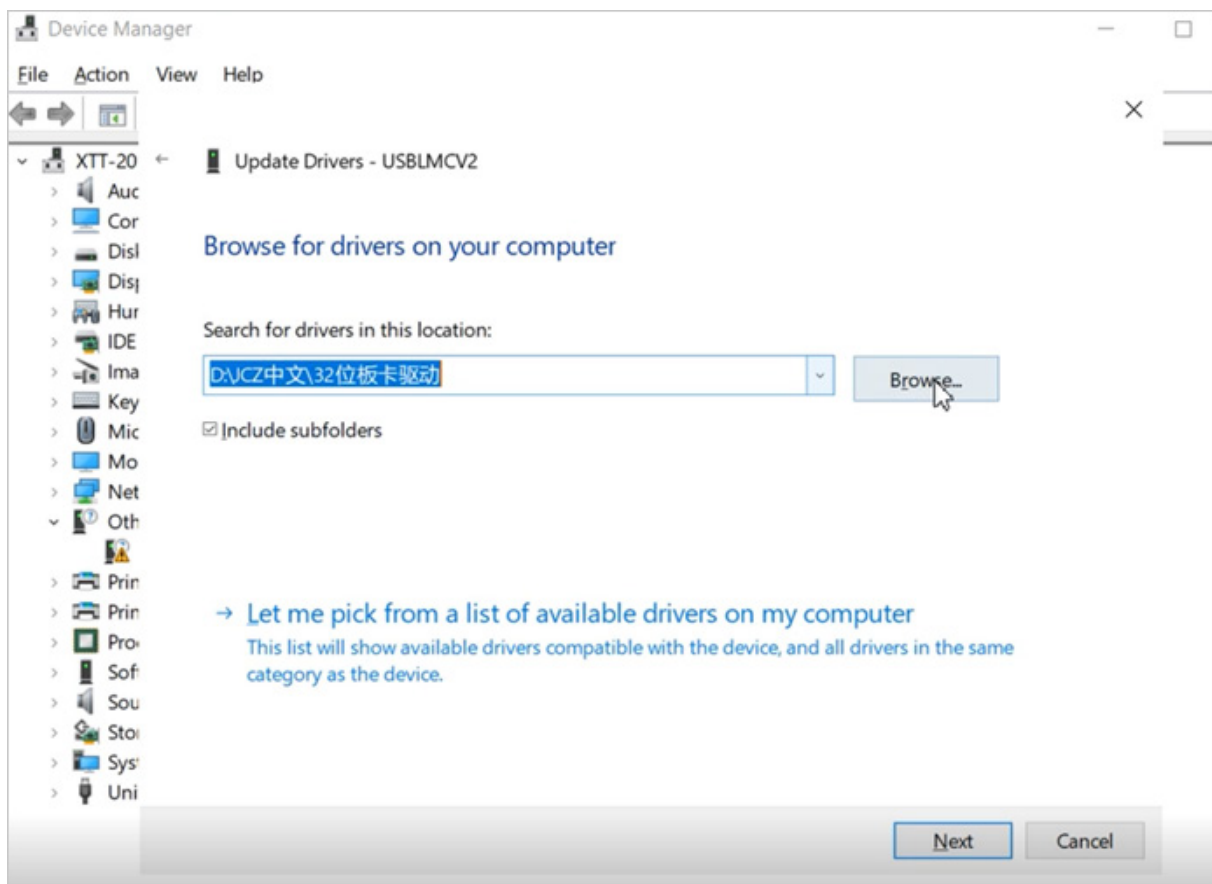 Device Manager
File Action View Help
XTT-20
Update Drivers - USBLMCV2
Auc
Cor
Disk
Disp
Hur
IDE
Ima
Key
Mic
Mo
Net
Oth
Prin
Prin
Pro
Soft
Sou
Stor
Sys
Uni
Browse for drivers on your computer
Search for drivers in this location:
D:\JCZ中文\32位板卡驱动
Browse...
Include subfolders
Let me pick from a list of available drivers on my computer
This list will show available drivers compatible with the device, and all drivers in the same
category as the device.
Next Cancel